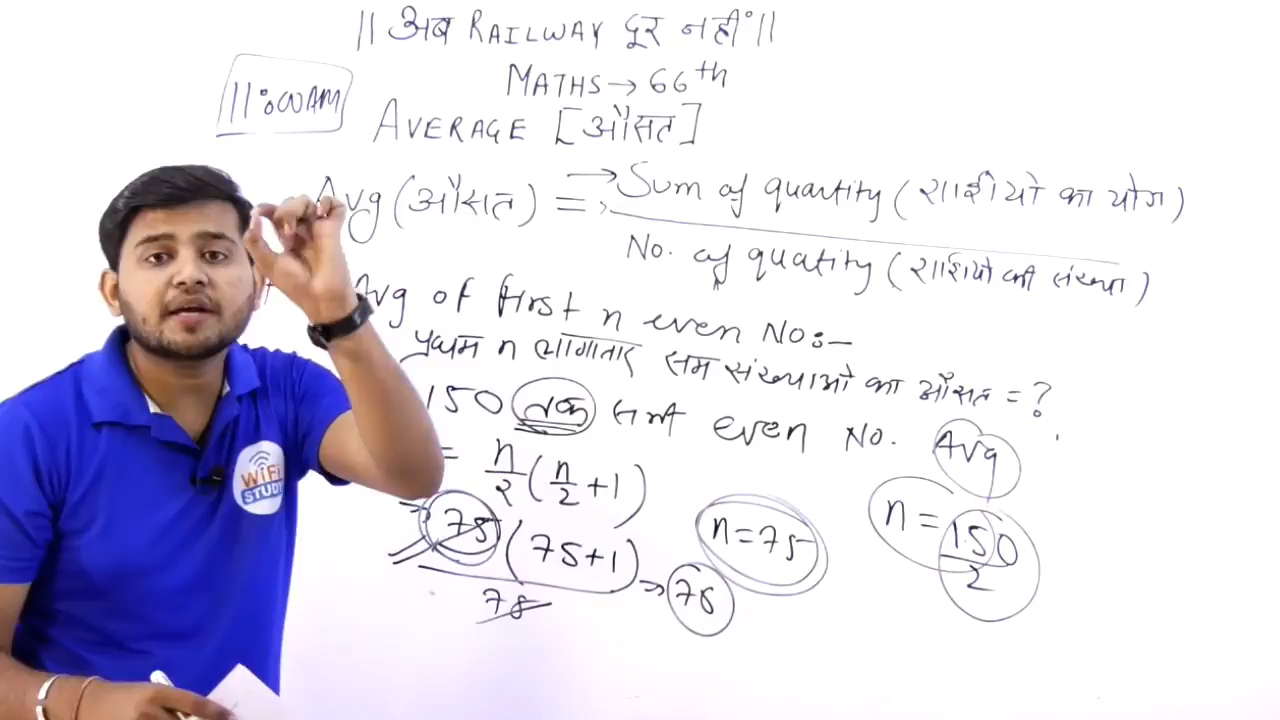 || अब RAILWAY दूर नहीं ||
MATHS → 66th
11:00AM
AVERAGE [औसत]
Avg (औसत) = → Sum of quantity (राशियो का योग)
No. of quatity (राशियो की संख्या)
Avg of first n even No:-
प्रथम n लागातार सम संख्याओ का औसत = ?
150 तक सभी even No. Avg
= n/2 (n/2 + 1)
n = 150/2
→ 75 (75+1) / 75 → 76
n = 75
WiFi
STUDY